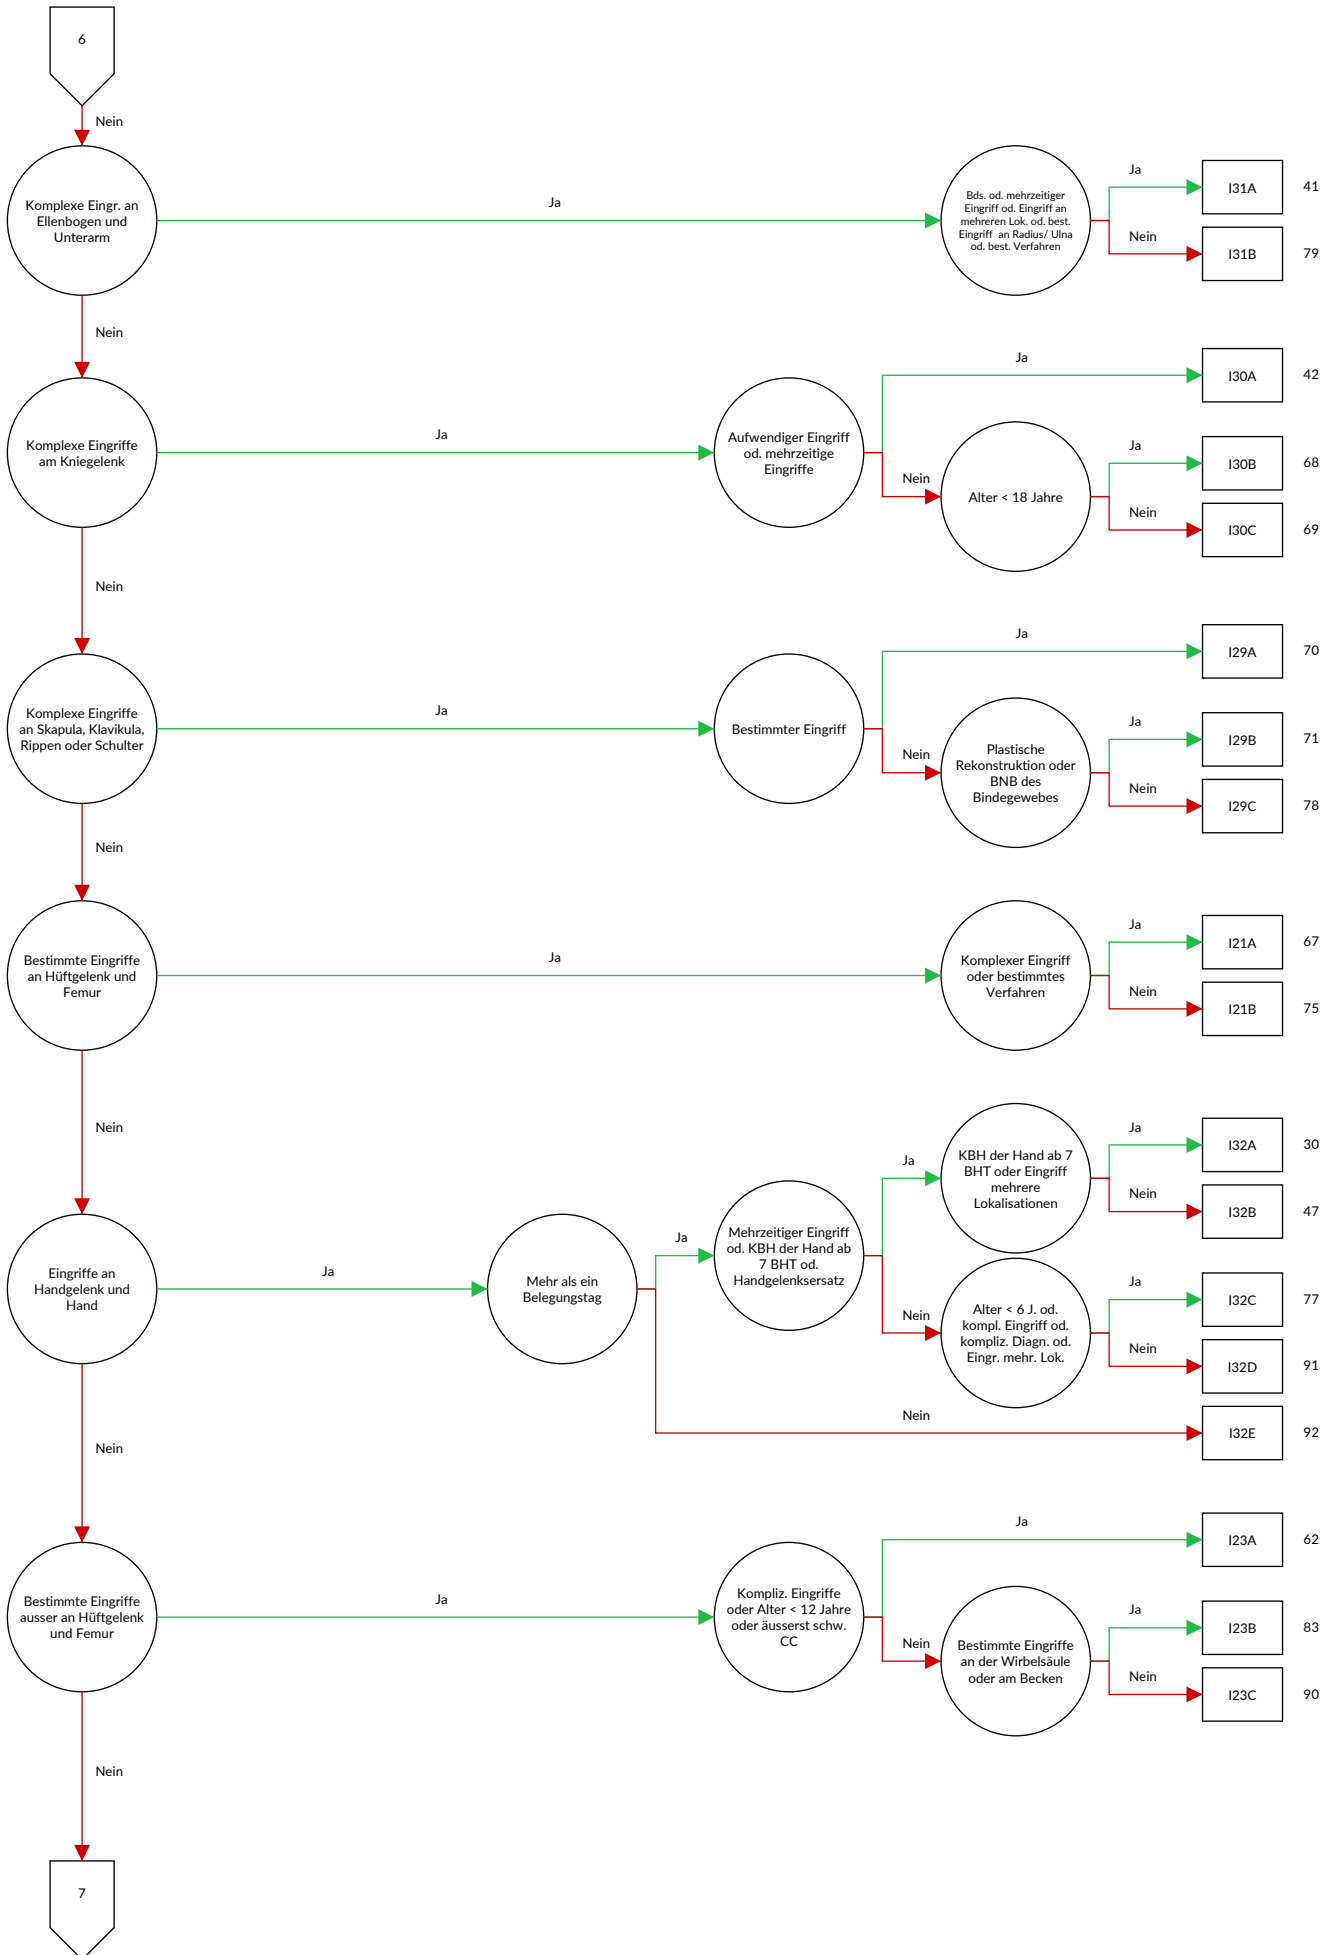 6
Nein
Komplexe Eingr. an
Ellenbogen und
Unterarm
Ja
Bds. od. mehrzeitiger
Eingriff od. Eingriff an
mehreren Lok. od. best.
Eingriff an Radius/ Ulna
od. best. Verfahren
Ja
I31A
41
Nein
I31B
79
Nein
Komplexe Eingriffe
am Kniegelenk
Ja
Aufwendiger Eingriff
od. mehrzeitige
Eingriffe
Ja
I30A
42
Nein
Alter < 18 Jahre
Ja
I30B
68
Nein
I30C
69
Nein
Komplexe Eingriffe
an Skapula, Klavikula,
Rippen oder Schulter
Ja
Bestimmter Eingriff
Ja
I29A
70
Nein
Plastische
Rekonstruktion oder
BNB des
Bindegewebes
Ja
I29B
71
Nein
I29C
78
Nein
Bestimmte Eingriffe
an Hüftgelenk und
Femur
Ja
Komplexer Eingriff
oder bestimmtes
Verfahren
Ja
I21A
67
Nein
I21B
75
Nein
Eingriffe an
Handgelenk und
Hand
Ja
Mehr als ein
Belegungstag
Ja
Mehrzeitiger Eingriff
od. KBH der Hand ab
7 BHT od.
Handgelenksersatz
Ja
KBH der Hand ab 7
BHT oder Eingriff
mehrere
Lokalisationen
Ja
I32A
30
Nein
I32B
47
Nein
Alter < 6 J. od.
kompl. Eingriff od.
kompliz. Diagn. od.
Eingr. mehr. Lok.
Ja
I32C
77
Nein
I32D
91
Nein
I32E
92
Nein
Bestimmte Eingriffe
ausser an Hüftgelenk
und Femur
Ja
Kompliz. Eingriffe
oder Alter < 12 Jahre
oder äusserst schw.
CC
Ja
I23A
62
Nein
Bestimmte Eingriffe
an der Wirbelsäule
oder am Becken
Ja
I23B
83
Nein
I23C
90
Nein
7